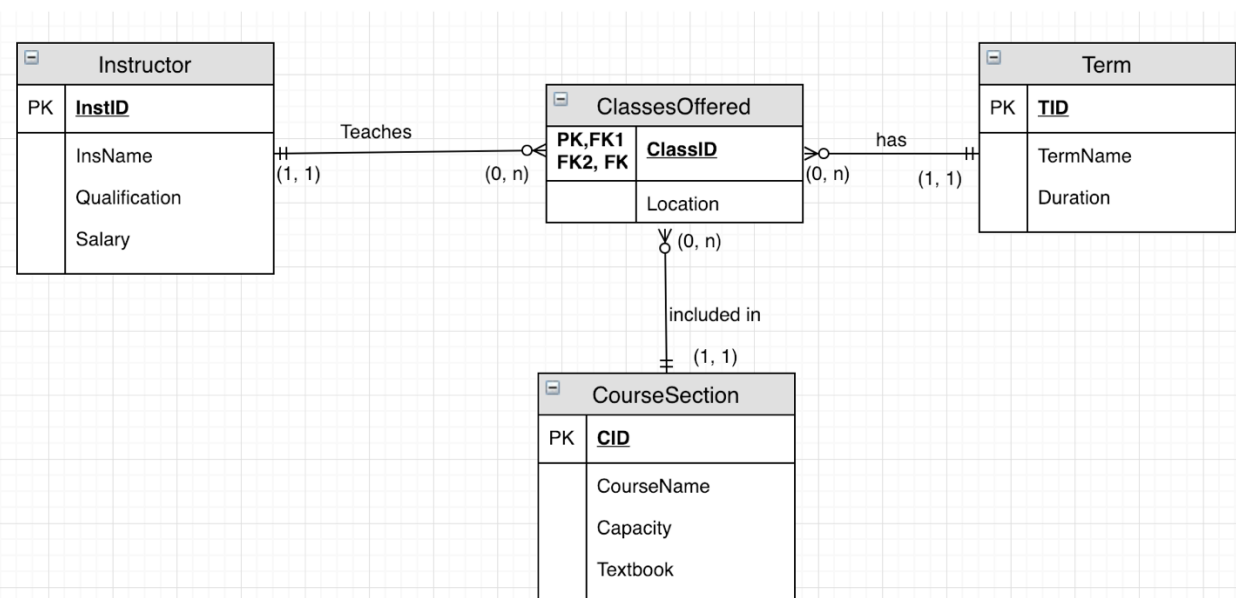 Instructor
PK InstID
InsName
Qualification
Salary
Teaches
(1, 1)
(0, n)
ClassesOffered
PK,FK1
FK2, FK
ClassID
Location
(0, n)
has
(1, 1)
Term
PK TID
TermName
Duration
(0, n)
included in
(1, 1)
CourseSection
PK CID
CourseName
Capacity
Textbook